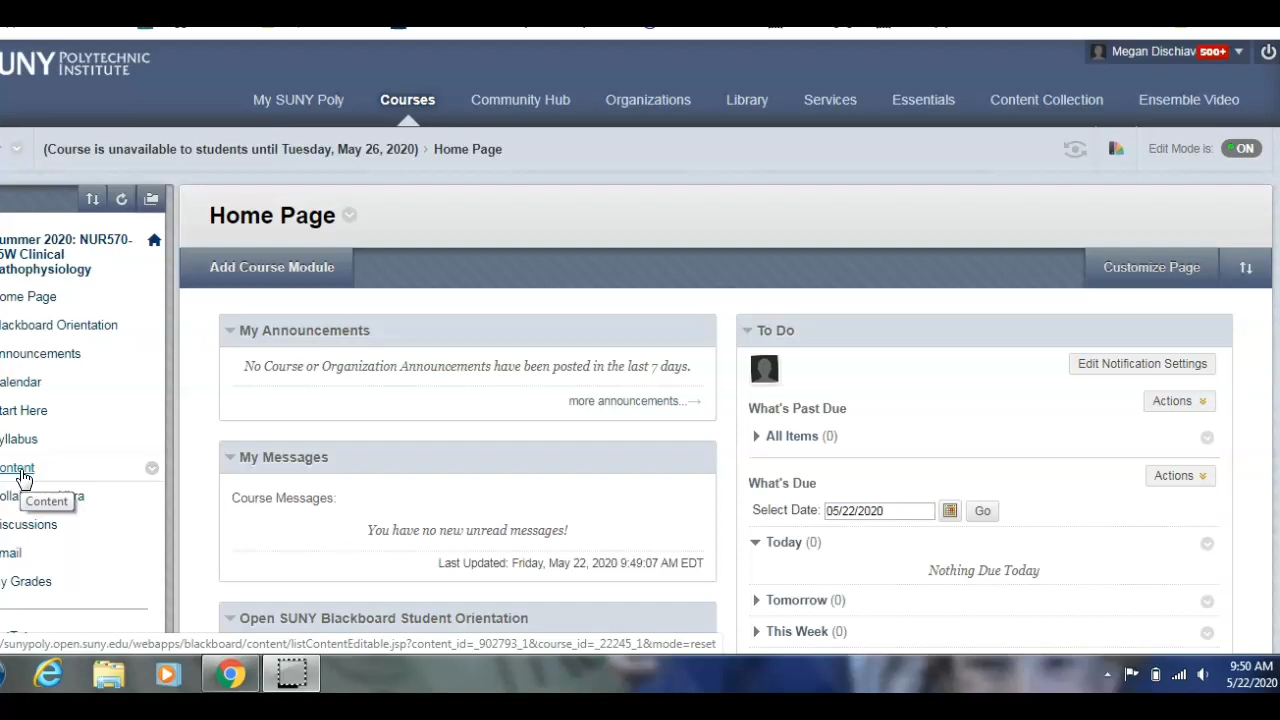 SUNY POLYTECHNIC
INSTITUTE
Megan Dischiav 500+
My SUNY Poly Courses Community Hub Organizations Library Services Essentials Content Collection Ensemble Video
(Course is unavailable to students until Tuesday, May 26, 2020) › Home Page
Edit Mode is: ON
ummer 2020: NUR570-
5W Clinical
athophysiology
ome Page
lackboard Orientation
nnouncements
alendar
tart Here
yllabus
ontent
Content
iscussions
mail
y Grades
Home Page
Add Course Module
Customize Page
My Announcements
No Course or Organization Announcements have been posted in the last 7 days.
more announcements...→
My Messages
Course Messages:
You have no new unread messages!
Last Updated: Friday, May 22, 2020 9:49:07 AM EDT
Open SUNY Blackboard Student Orientation
To Do
Edit Notification Settings
What's Past Due
Actions
All Items (0)
What's Due
Actions
Select Date: 05/22/2020 Go
Today (0)
Nothing Due Today
Tomorrow (0)
This Week (0)
/sunypoly.open.suny.edu/webapps/blackboard/content/listContentEditable.jsp?content_id=_902793_1&course_id=_22245_1&mode=reset
9:50 AM
5/22/2020